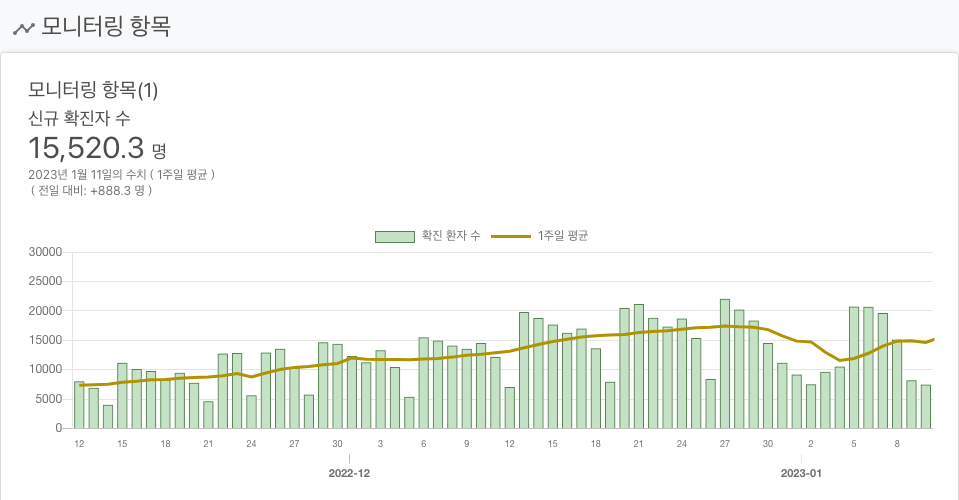 모니터링 항목
모니터링 항목(1)
신규 확진자 수
15,520.3 명
2023년 1월 11일의 수치 ( 1주일 평균 )
( 전일 대비: +888.3 명 )
확진 환자 수 1주일 평균
30000
25000
20000
15000
10000
5000
0
12 15 18 21 24 27 30 3 6 9 12 15 18 21 24 27 30 2 5 8
2022-12 2023-01